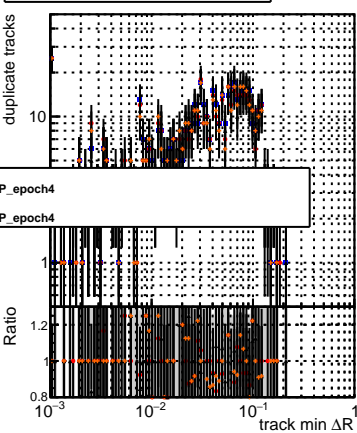 duplicate tracks
10
P_epoch4
P_epoch4
1
Ratio
1.2
1
0.8
10⁻³ 10⁻² 10⁻¹ 1
track min ΔR